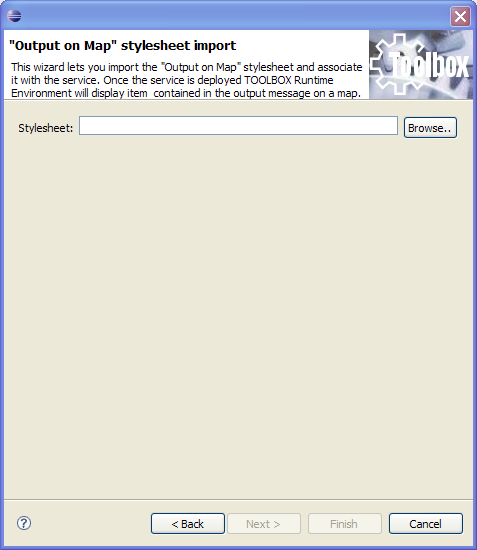 "Output on Map" stylesheet import
This wizard lets you import the "Output on Map" stylesheet and associate
it with the service. Once the service is deployed TOOLBOX Runtime
Environment will display item  contained in the output message on a map.
Toolbox
Stylesheet:
Browse..
?
< Back
Next >
Finish
Cancel